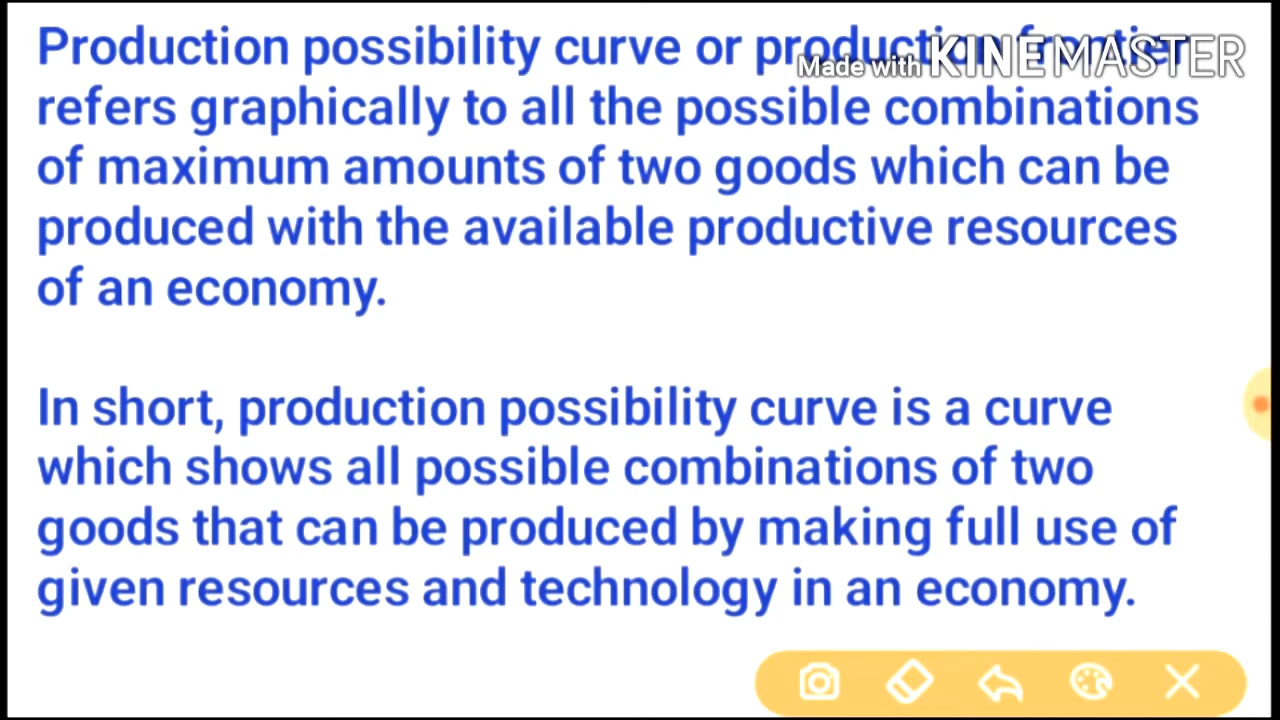 Production possibility curve or production frontier
Made with KINEMASTER
refers graphically to all the possible combinations
of maximum amounts of two goods which can be
produced with the available productive resources
of an economy.
In short, production possibility curve is a curve
which shows all possible combinations of two
goods that can be produced by making full use of
given resources and technology in an economy.